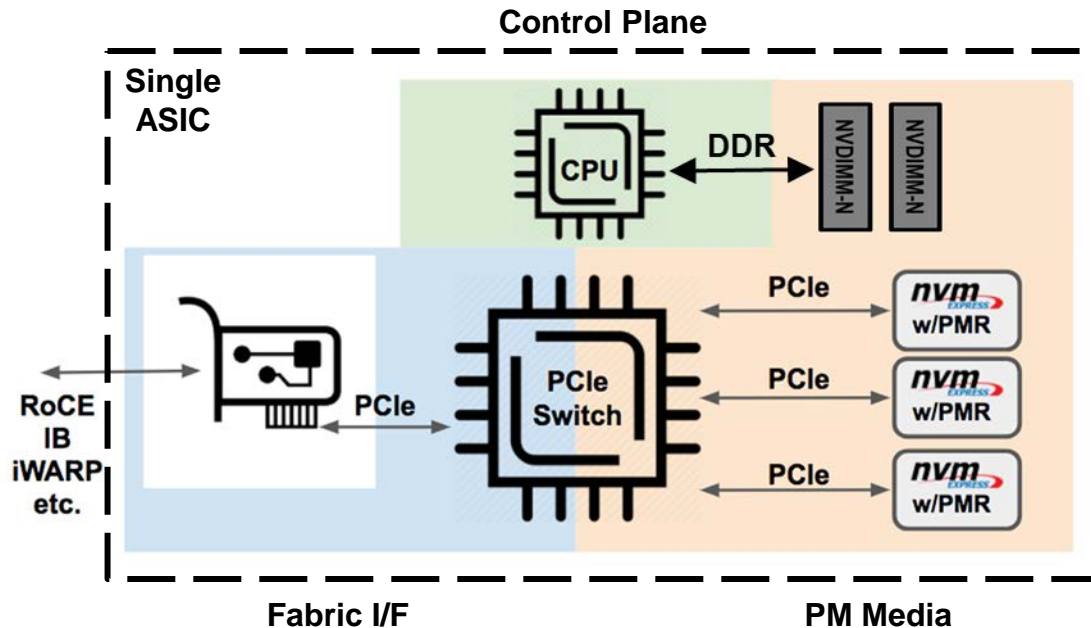 Control Plane
Single
ASIC
CPU
DDR
NVDIMM-N
NVDIMM-N
PCIe
nvm
EXPRESS
w/PMR
PCIe
Switch
PCIe
nvm
EXPRESS
w/PMR
PCIe
RoCE
IB
iWARP
etc.
PCIe
nvm
EXPRESS
w/PMR
Fabric I/F
PM Media